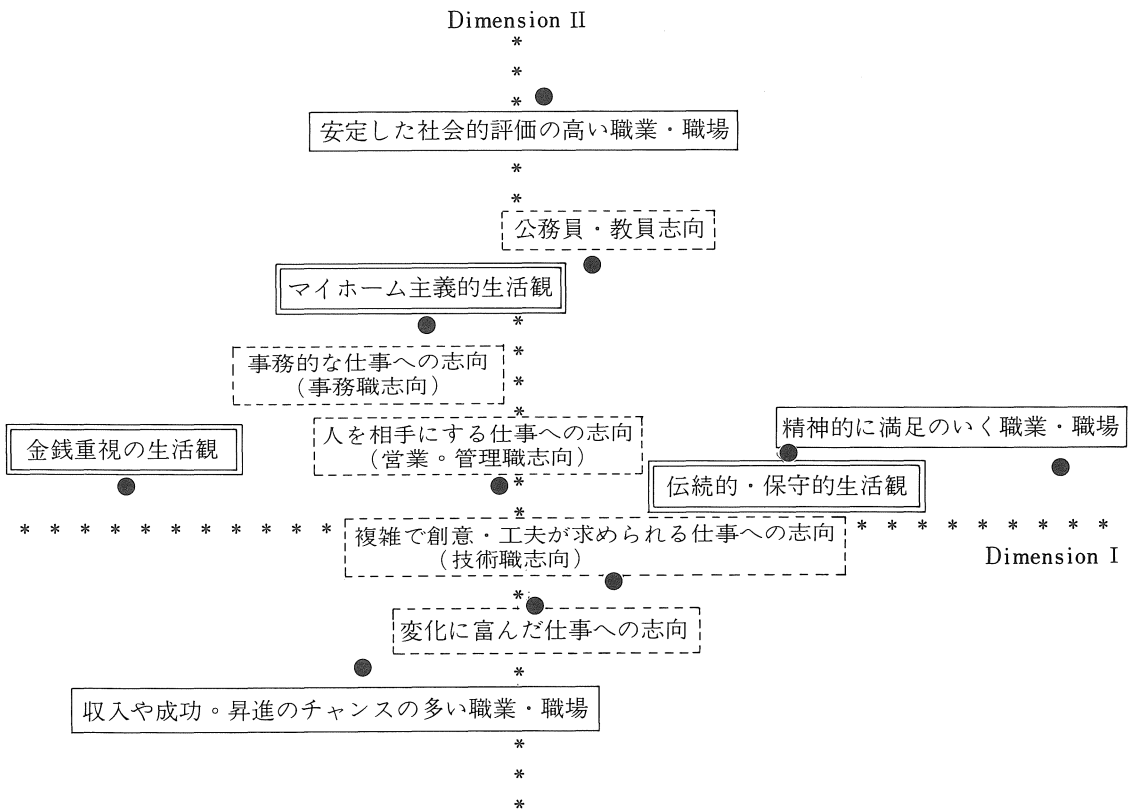 Dimension II
安定した社会的評価の高い職業・職場
公務員・教員志向
マイホーム主義的生活観
事務的な仕事への志向
(事務職志向)
金銭重視の生活観
人を相手にする仕事への志向
(営業。管理職志向)
精神的に満足のいく職業・職場
伝統的・保守的生活観
複雑で創意・工夫が求められる仕事への志向
(技術職志向)
Dimension I
変化に富んだ仕事への志向
収入や成功。昇進のチャンスの多い職業・職場